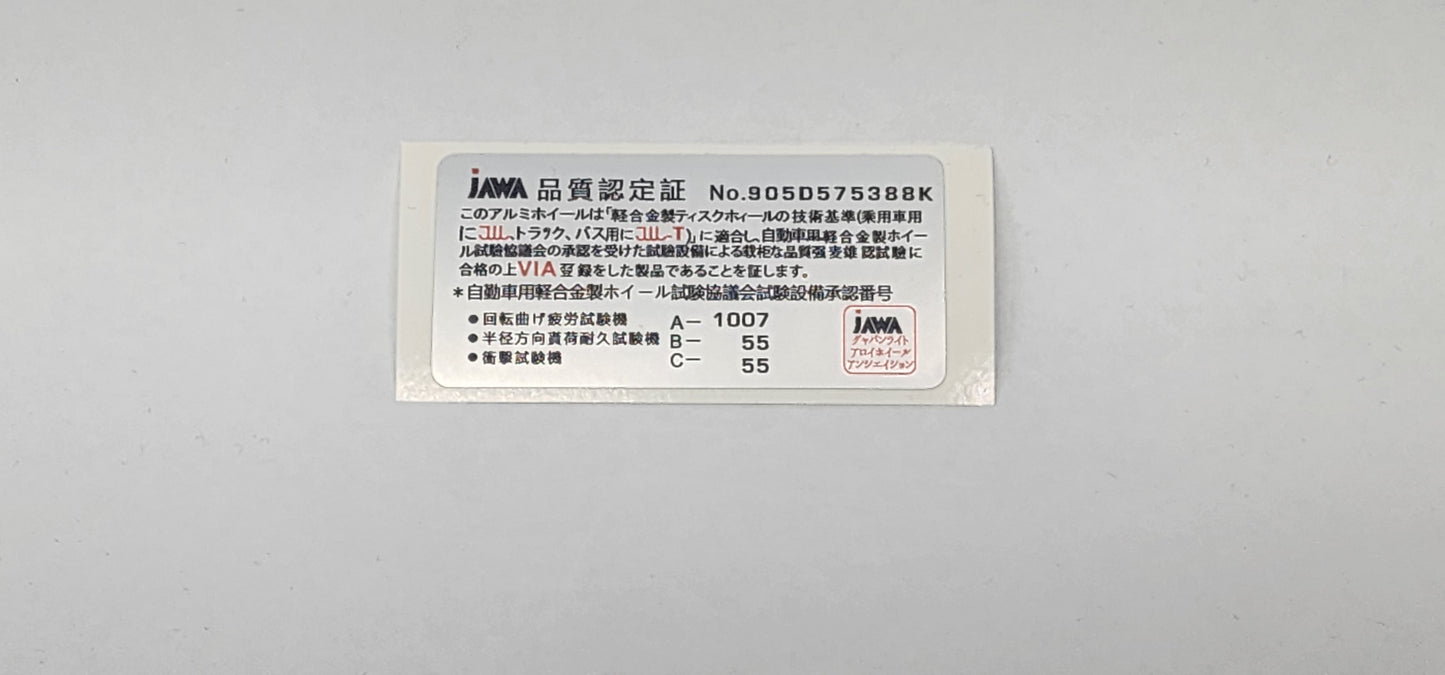 JAWA 品質認定証 No.905D575388K
このアルミホイールは「軽合金製ディスクホィールの技術基準(乗用車用
にJWL、トラック、バス用にJWL-T)」に適合し、自動車用軽合金製ホイー
ル試験協議会の承認を受けた試験設備による な品質 認試験に
合格の上VIA登録をした製品であることを証します。
*自動車用軽合金製ホイール試験協議会試験設備承認番号
●回転曲げ疲労試験機 A- 1007
●半径方向負荷耐久試験機 B- 55
●衝撃試験機 C- 55
JAWA
ジャパンライト
アロイホイール
アンシエイション